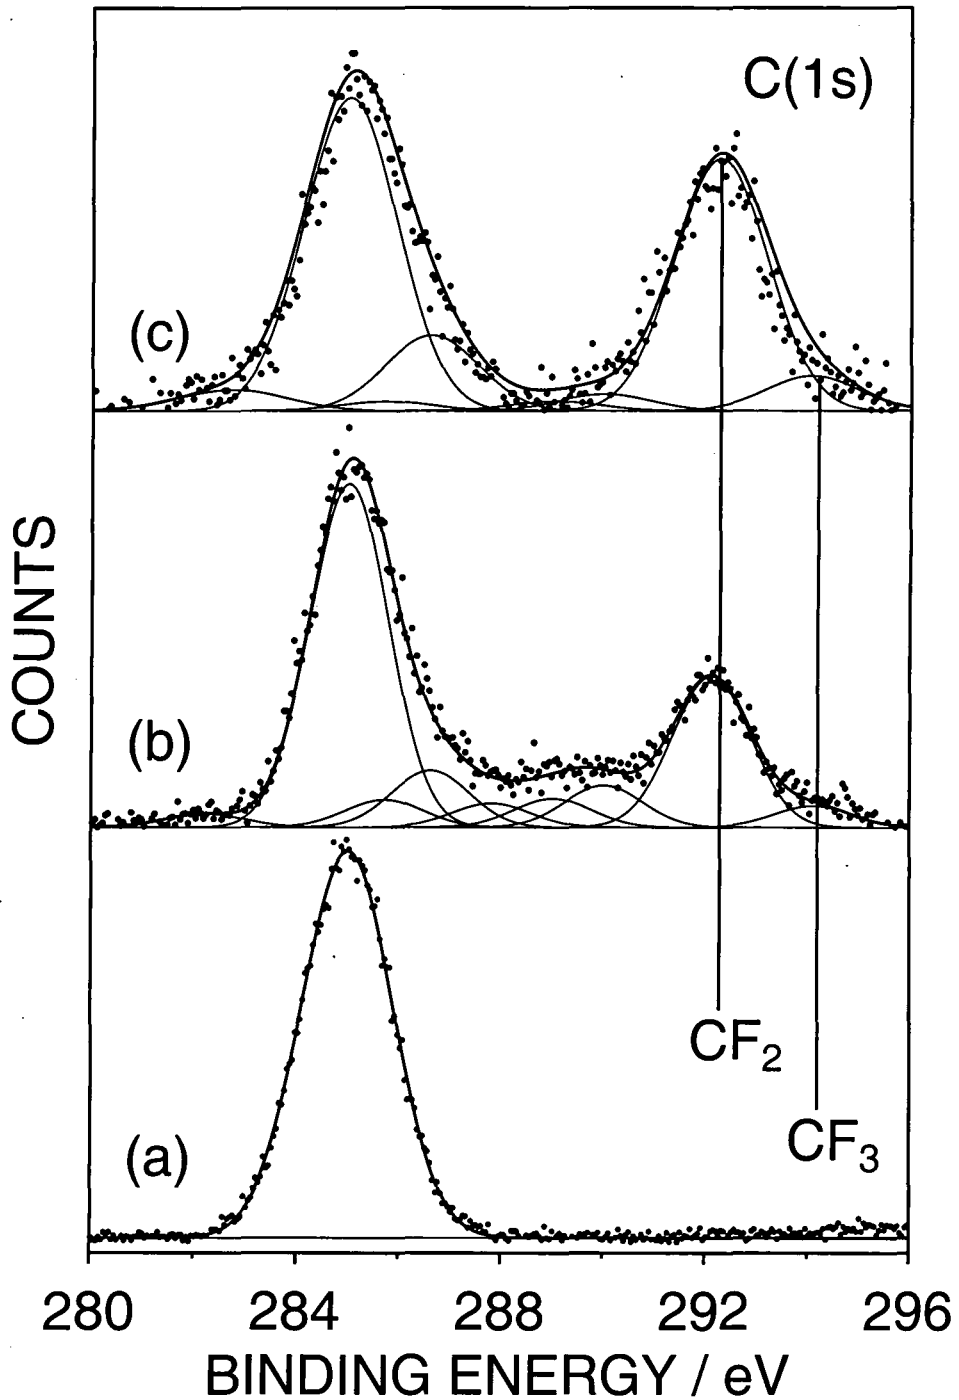 C(1s)
(c)
(b)
(a)
CF₂
CF₃
COUNTS
280 284 288 292 296
BINDING ENERGY / eV